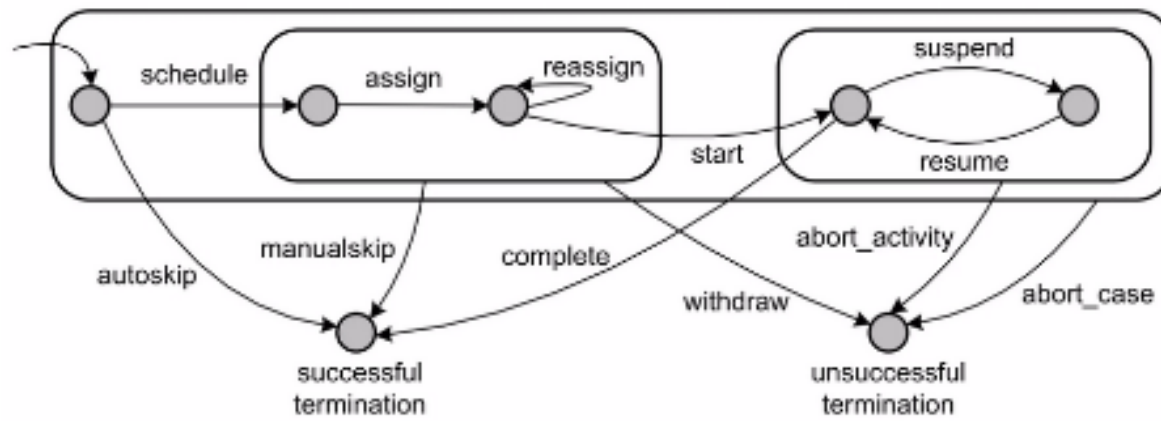 suspend
schedule
assign
reassign
start
resume
manualskip
complete
abort_activity
autoskip
withdraw
abort_case
successful
termination
unsuccessful
termination